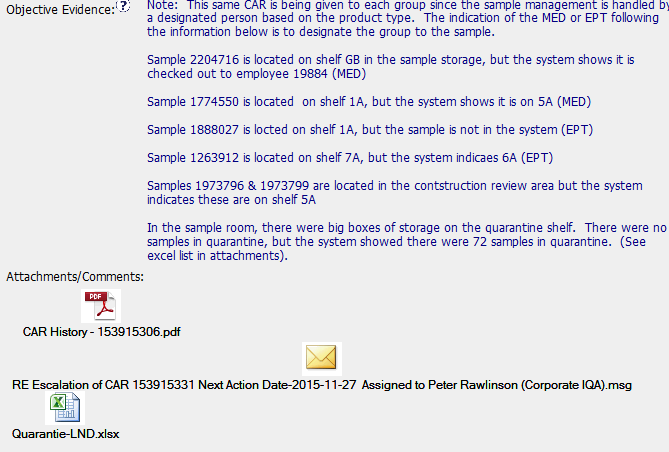 Objective Evidence:
Note: This same CAR is being given to each group since the sample management is handled by
a designated person based on the product type. The indication of the MED or EPT following
the information below is to designate the group to the sample.
Sample 2204716 is located on shelf GB in the sample storage, but the system shows it is
checked out to employee 19884 (MED)
Sample 1774550 is located on shelf 1A, but the system shows it is on 5A (MED)
Sample 1888027 is locted on shelf 1A, but the sample is not in the system (EPT)
Sample 1263912 is located on shelf 7A, but the system indicaes 6A (EPT)
Samples 1973796 & 1973799 are located in the contstruction review area but the system
indicates these are on shelf 5A
In the sample room, there were big boxes of storage on the quarantine shelf. There were no
samples in quarantine, but the system showed there were 72 samples in quarantine. (See
excel list in attachments).
Attachments/Comments:
PDF
CAR History - 153915306.pdf
RE Escalation of CAR 153915331 Next Action Date-2015-11-27 Assigned to Peter Rawlinson (Corporate IQA).msg
Quarantie-LND.xlsx